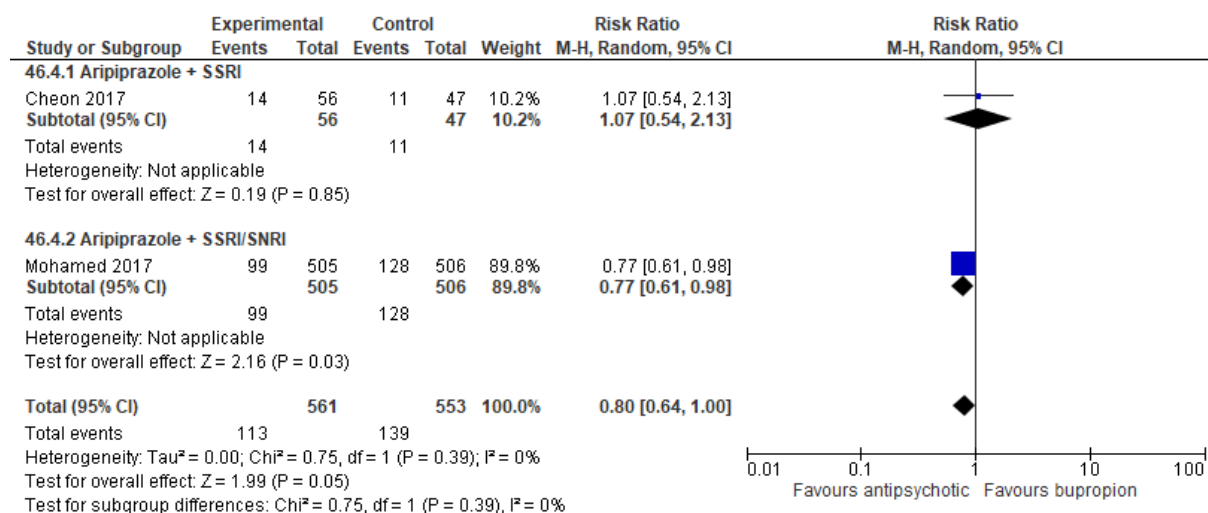 Experimental Control Risk Ratio Risk Ratio
Study or Subgroup Events Total Events Total Weight M-H, Random, 95% CI M-H, Random, 95% CI
46.4.1 Aripiprazole + SSRI
Cheon 2017 14 56 11 47 10.2% 1.07 [0.54, 2.13]
Subtotal (95% CI) 56 47 10.2% 1.07 [0.54, 2.13]
Total events 14 11
Heterogeneity: Not applicable
Test for overall effect: Z = 0.19 (P = 0.85)
46.4.2 Aripiprazole + SSRI/SNRI
Mohamed 2017 99 505 128 506 89.8% 0.77 [0.61, 0.98]
Subtotal (95% CI) 505 506 89.8% 0.77 [0.61, 0.98]
Total events 99 128
Heterogeneity: Not applicable
Test for overall effect: Z = 2.16 (P = 0.03)
Total (95% CI) 561 553 100.0% 0.80 [0.64, 1.00]
Total events 113 139
Heterogeneity: Tau² = 0.00; Chi² = 0.75, df = 1 (P = 0.39); I² = 0%
Test for overall effect: Z = 1.99 (P = 0.05)
Test for subgroup differences: Chi² = 0.75, df = 1 (P = 0.39), I² = 0%
0.01 0.1 1 10 100
Favours antipsychotic Favours bupropion